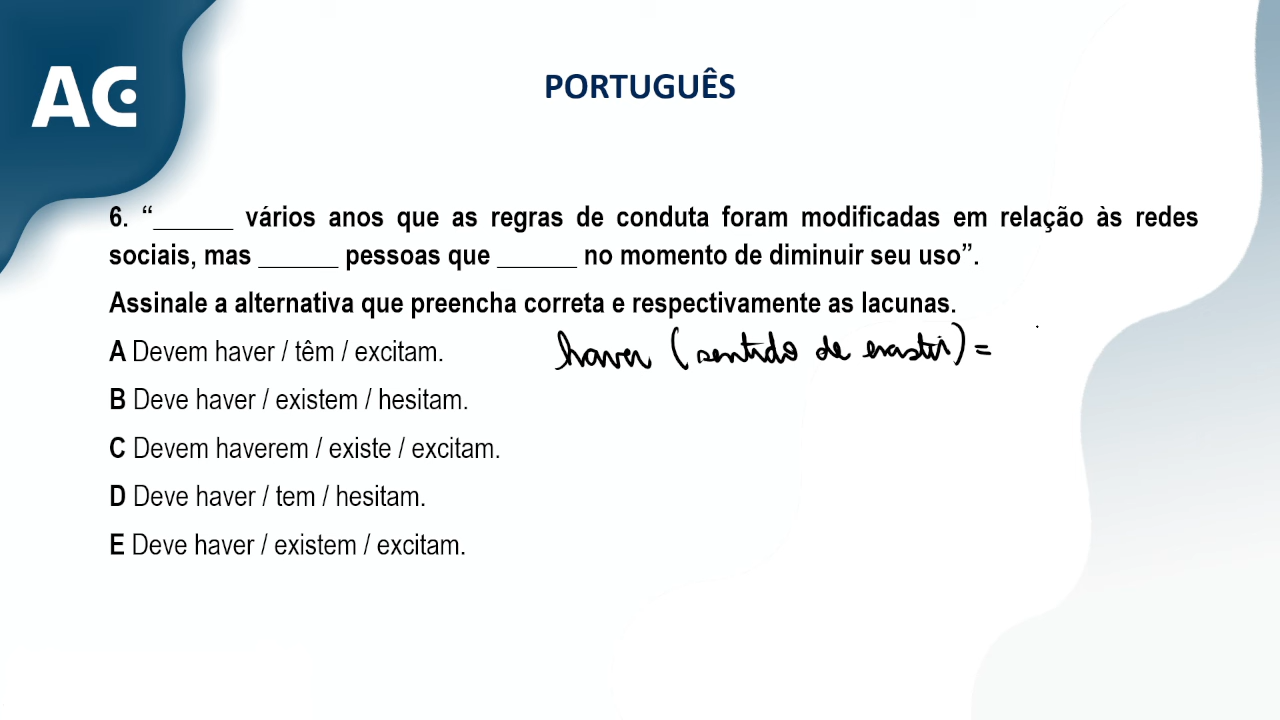 AC
PORTUGUÊS
6. “______ vários anos que as regras de conduta foram modificadas em relação às redes
sociais, mas ______ pessoas que ______ no momento de diminuir seu uso”.
Assinale a alternativa que preencha correta e respectivamente as lacunas.
A Devem haver / têm / excitam.
haver (sentido de existir) =
B Deve haver / existem / hesitam.
C Devem haverem / existe / excitam.
D Deve haver / tem / hesitam.
E Deve haver / existem / excitam.